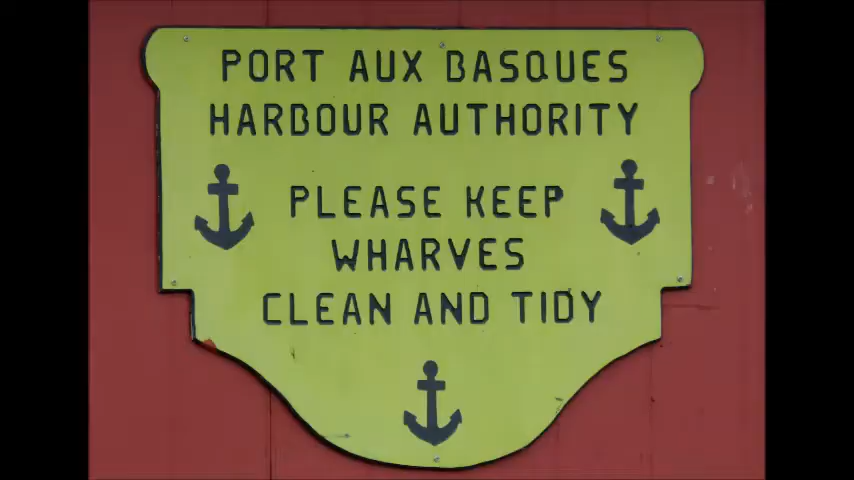 PORT AUX BASQUES
HARBOUR AUTHORITY
PLEASE KEEP
WHARVES
CLEAN AND TIDY